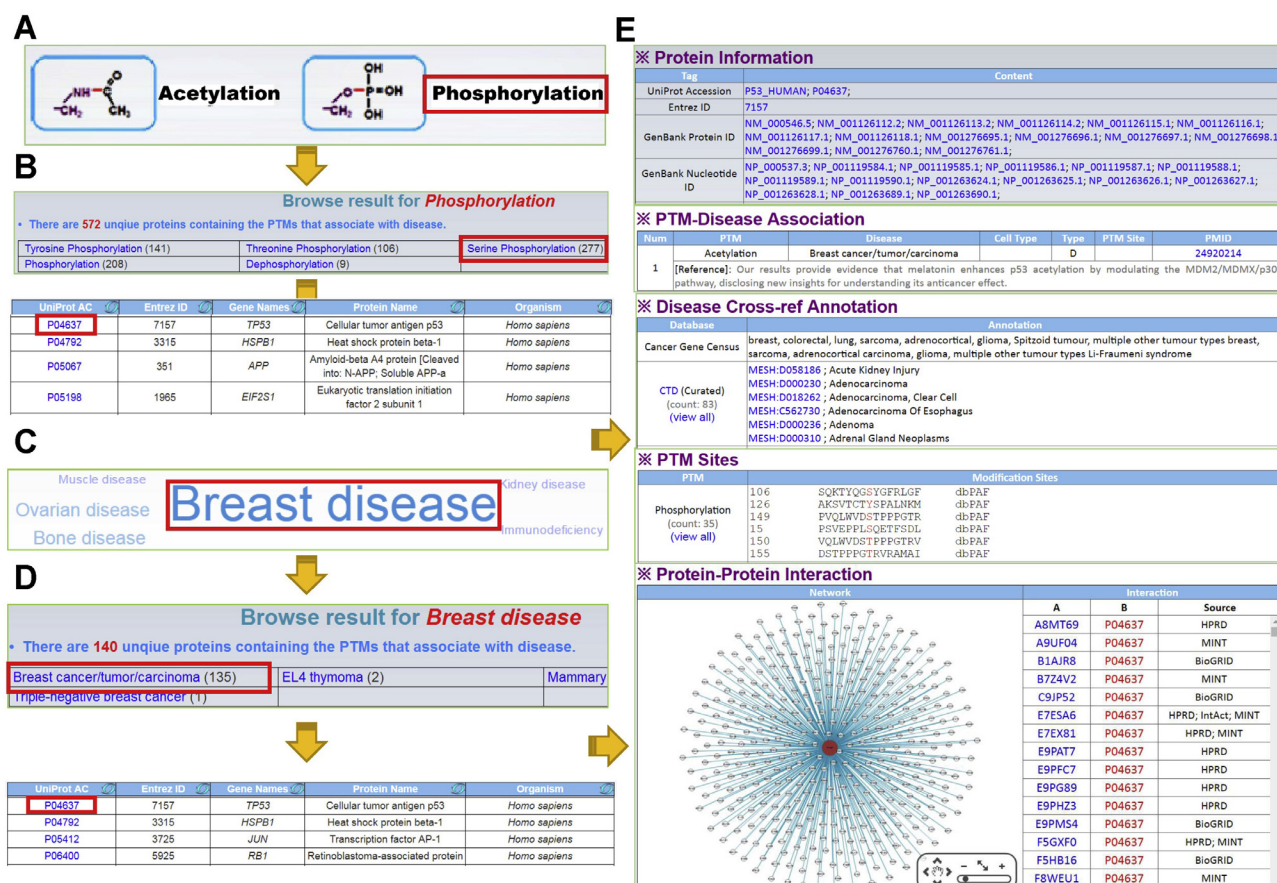 A
NH
C
O
CH₂
CH₃
Acetylation
OH
O
P
OH
CH₂
OH
Phosphorylation
B
Browse result for Phosphorylation
• There are 572 unqiue proteins containing the PTMs that associate with disease.
Tyrosine Phosphorylation (141) Threonine Phosphorylation (106) Serine Phosphorylation (277)
Phosphorylation (208) Dephosphorylation (9)
UniProt AC Entrez ID Gene Names Protein Name Organism
P04637 7157 TP53 Cellular tumor antigen p53 Homo sapiens
P04792 3315 HSPB1 Heat shock protein beta-1 Homo sapiens
P05067 351 APP Amyloid-beta A4 protein [Cleaved
into: N-APP; Soluble APP-a Homo sapiens
P05198 1965 EIF2S1 Eukaryotic translation initiation
factor 2 subunit 1 Homo sapiens
C
Muscle disease
Ovarian disease
Bone disease
Breast disease
Kidney disease
Immunodeficiency
D
Browse result for Breast disease
• There are 140 unqiue proteins containing the PTMs that associate with disease.
Breast cancer/tumor/carcinoma (135) EL4 thymoma (2) Mammary
Triple-negative breast cancer (1)
UniProt AC Entrez ID Gene Names Protein Name Organism
P04637 7157 TP53 Cellular tumor antigen p53 Homo sapiens
P04792 3315 HSPB1 Heat shock protein beta-1 Homo sapiens
P05412 3725 JUN Transcription factor AP-1 Homo sapiens
P06400 5925 RB1 Retinoblastoma-associated protein Homo sapiens
E
※ Protein Information
Tag Content
UniProt Accession P53_HUMAN; P04637;
Entrez ID 7157
GenBank Protein ID NM_000546.5; NM_001126112.2; NM_001126113.2; NM_001126114.2; NM_001126115.1; NM_001126116.1;
NM_001126117.1; NM_001126118.1; NM_001276695.1; NM_001276696.1; NM_001276697.1; NM_001276698.1
NM_001276699.1; NM_001276760.1; NM_001276761.1;
GenBank Nucleotide ID NP_000537.3; NP_001119584.1; NP_001119585.1; NP_001119586.1; NP_001119587.1; NP_001119588.1;
NP_001119589.1; NP_001119590.1; NP_001263624.1; NP_001263625.1; NP_001263626.1; NP_001263627.1;
NP_001263628.1; NP_001263689.1; NP_001263690.1;
※ PTM-Disease Association
Num PTM Disease Cell Type Type PTM Site PMID
1 Acetylation Breast cancer/tumor/carcinoma D 24920214
[Reference]: Our results provide evidence that melatonin enhances p53 acetylation by modulating the MDM2/MDMX/p30
pathway, disclosing new insights for understanding its anticancer effect.
※ Disease Cross-ref Annotation
Database Annotation
Cancer Gene Census breast, colorectal, lung, sarcoma, adrenocortical, glioma, Spitzoid tumour, multiple other tumour types breast,
sarcoma, adrenocortical carcinoma, glioma, multiple other tumour types Li-Fraumeni syndrome
CTD (Curated)
(count: 83)
(view all)
MESH:D058186 ; Acute Kidney Injury
MESH:D000230 ; Adenocarcinoma
MESH:D018262 ; Adenocarcinoma, Clear Cell
MESH:C562730 ; Adenocarcinoma Of Esophagus
MESH:D000236 ; Adenoma
MESH:D000310 ; Adrenal Gland Neoplasms
※ PTM Sites
PTM Modification Sites
Phosphorylation
(count: 35)
(view all)
106 SQKTYQGSYGFRLGF dbPAF
126 AKSVTCTYSPALNKM dbPAF
149 PVQLWVDSTPPPGTR dbPAF
15 PSVEPPLSQETFSDL dbPAF
150 VQLWVDSTPPPGTRV dbPAF
155 DSTPPPGTRVRAMAI dbPAF
※ Protein-Protein Interaction
Network Interaction
A B Source
A8MT69 P04637 HPRD
A9UF04 P04637 MINT
B1AJR8 P04637 BioGRID
B7Z4V2 P04637 MINT
C9JP52 P04637 BioGRID
E7ESA6 P04637 HPRD; IntAct; MINT
E7EX81 P04637 HPRD; MINT
E9PAT7 P04637 HPRD
E9PFC7 P04637 HPRD
E9PG89 P04637 HPRD
E9PHZ3 P04637 HPRD
E9PMS4 P04637 BioGRID
F5GXF0 P04637 HPRD; MINT
F5HB16 P04637 BioGRID
F8WEU1 P04637 MINT